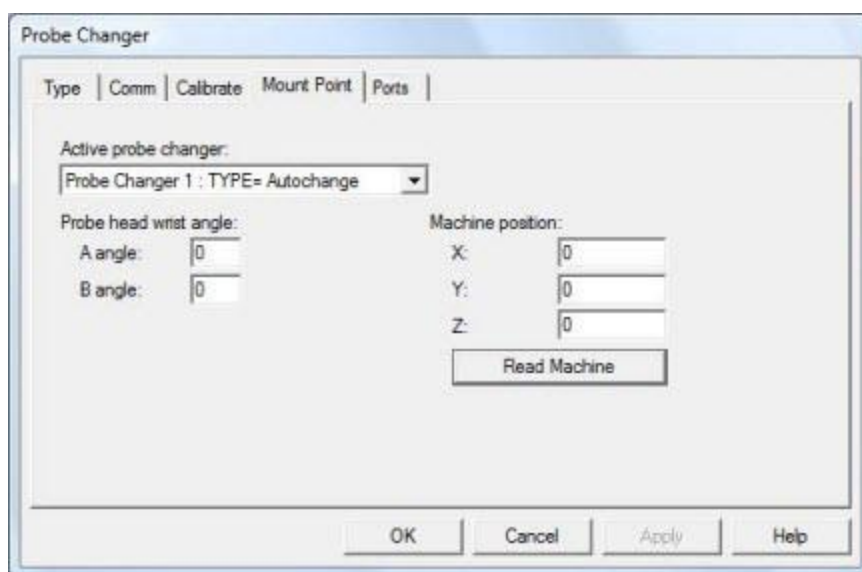 Probe Changer
Type Comm Calibrate Mount Point Ports
Active probe changer:
Probe Changer 1 : TYPE= Autochange
Probe head wrist angle: Machine position:
A angle: 0 X: 0
B angle: 0 Y: 0
Z: 0
Read Machine
OK Cancel Apply Help